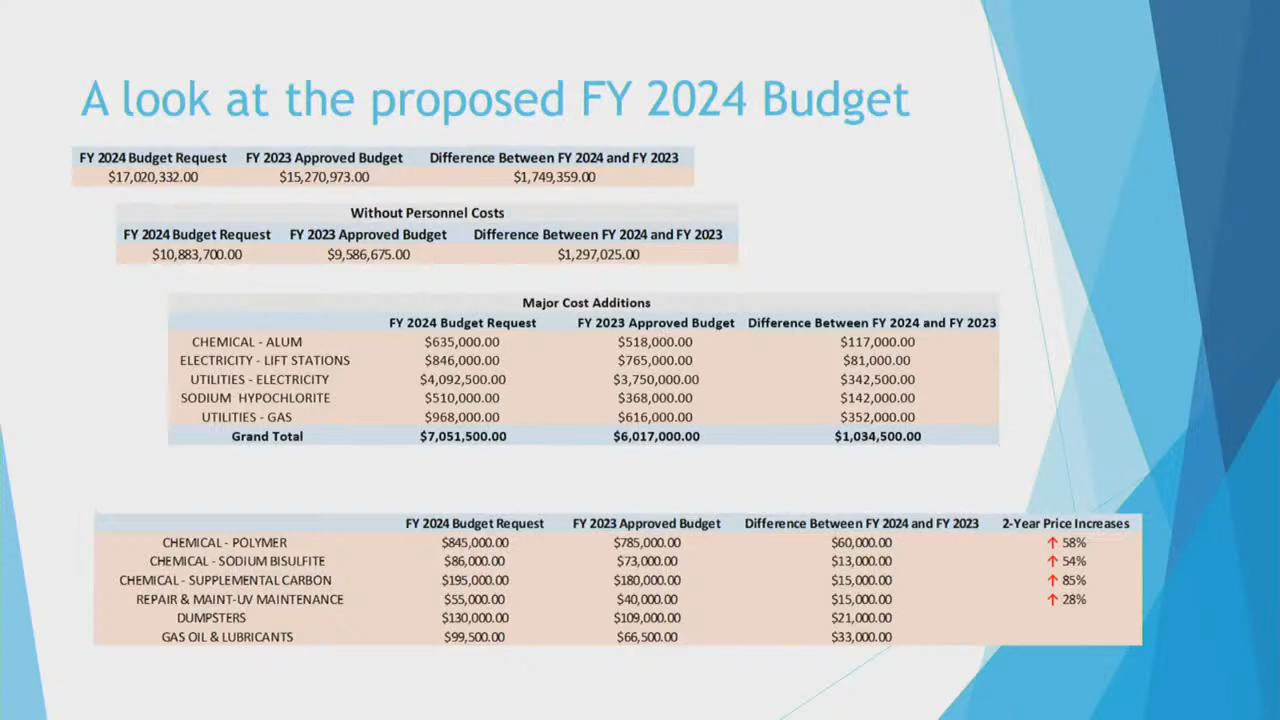 A look at the proposed FY 2024 Budget
FY 2024 Budget Request FY 2023 Approved Budget Difference Between FY 2024 and FY 2023
$17,020,332.00 $15,270,973.00 $1,749,359.00
Without Personnel Costs
FY 2024 Budget Request FY 2023 Approved Budget Difference Between FY 2024 and FY 2023
$10,883,700.00 $9,586,675.00 $1,297,025.00
Major Cost Additions
FY 2024 Budget Request FY 2023 Approved Budget Difference Between FY 2024 and FY 2023
CHEMICAL - ALUM $635,000.00 $518,000.00 $117,000.00
ELECTRICITY - LIFT STATIONS $846,000.00 $765,000.00 $81,000.00
UTILITIES - ELECTRICITY $4,092,500.00 $3,750,000.00 $342,500.00
SODIUM HYPOCHLORITE $510,000.00 $368,000.00 $142,000.00
UTILITIES - GAS $968,000.00 $616,000.00 $352,000.00
Grand Total $7,051,500.00 $6,017,000.00 $1,034,500.00
FY 2024 Budget Request FY 2023 Approved Budget Difference Between FY 2024 and FY 2023 2-Year Price Increases
CHEMICAL - POLYMER $845,000.00 $785,000.00 $60,000.00 ↑ 58%
CHEMICAL - SODIUM BISULFITE $86,000.00 $73,000.00 $13,000.00 ↑ 54%
CHEMICAL - SUPPLEMENTAL CARBON $195,000.00 $180,000.00 $15,000.00 ↑ 85%
REPAIR & MAINT-UV MAINTENANCE $55,000.00 $40,000.00 $15,000.00 ↑ 28%
DUMPSTERS $130,000.00 $109,000.00 $21,000.00
GAS OIL & LUBRICANTS $99,500.00 $66,500.00 $33,000.00